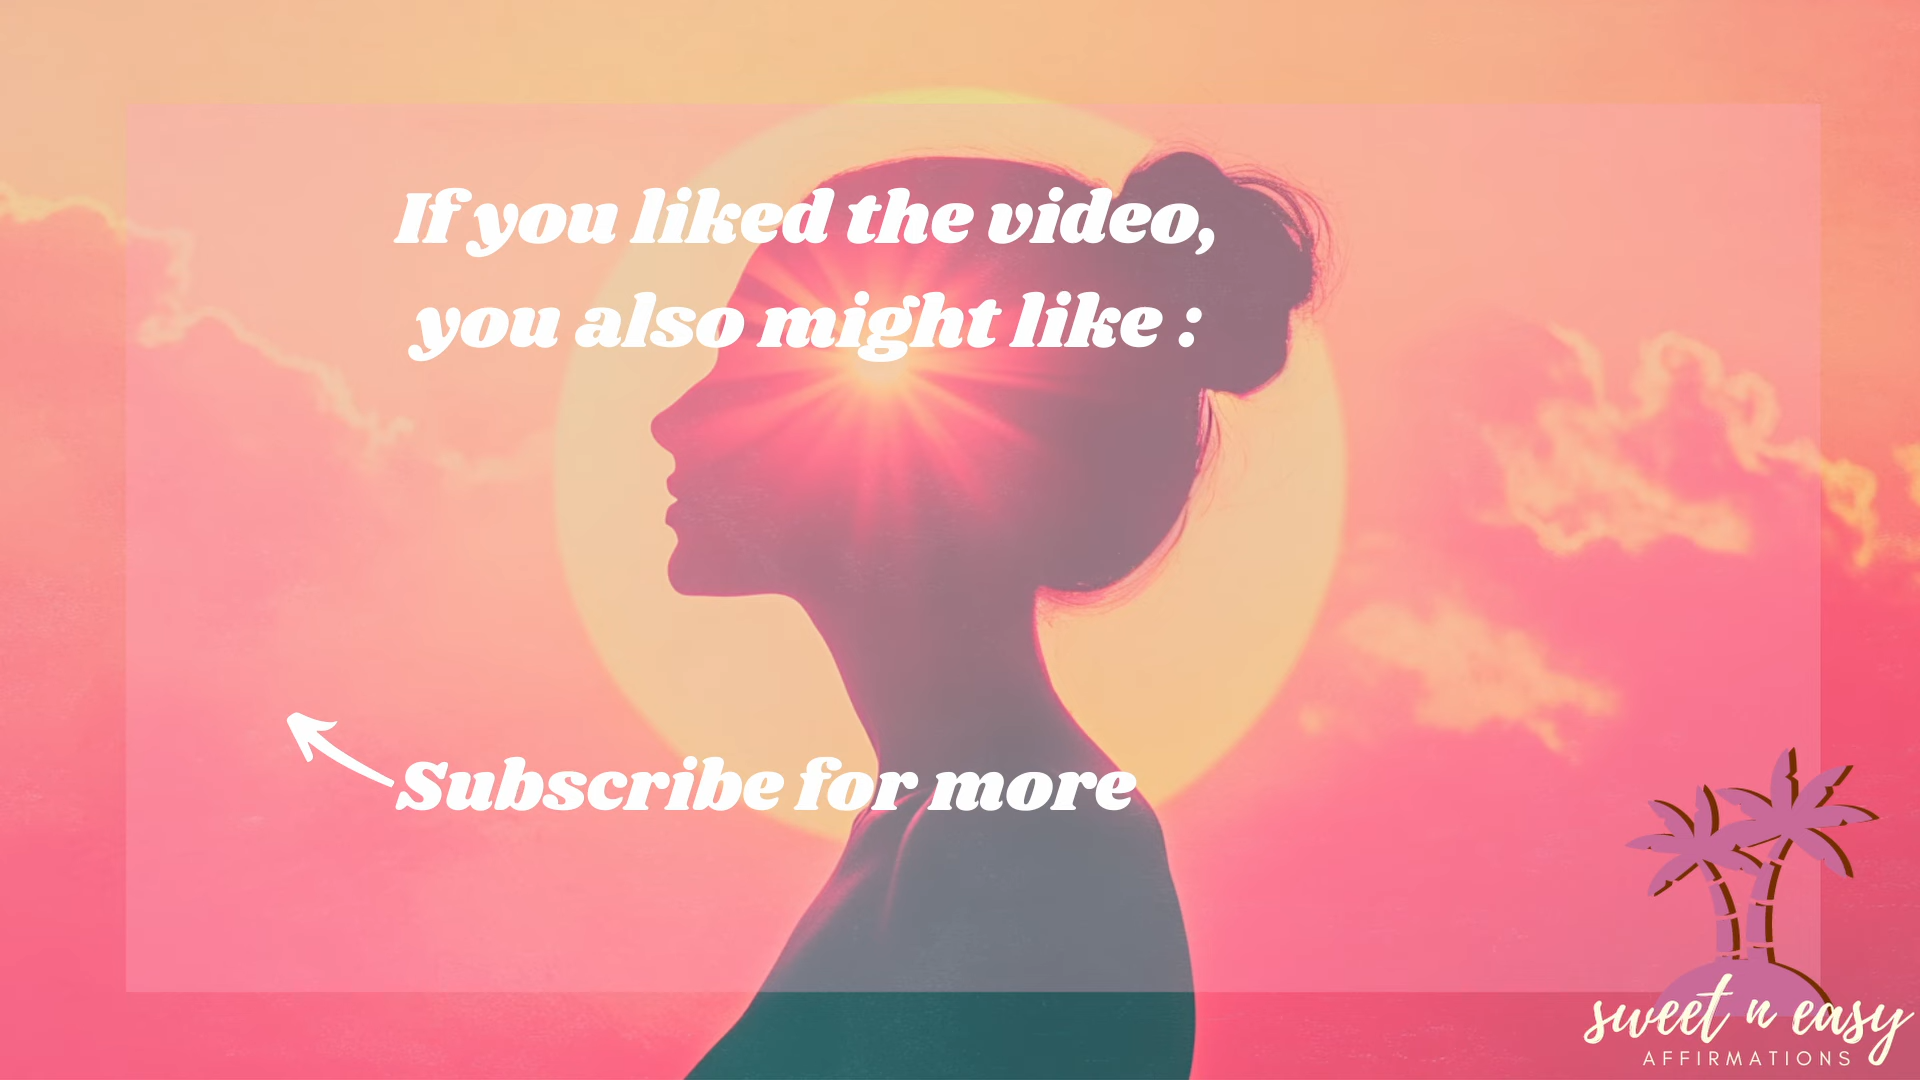 If you liked the video,
you also might like :
Subscribe for more
sweet n easy
AFFIRMATIONS